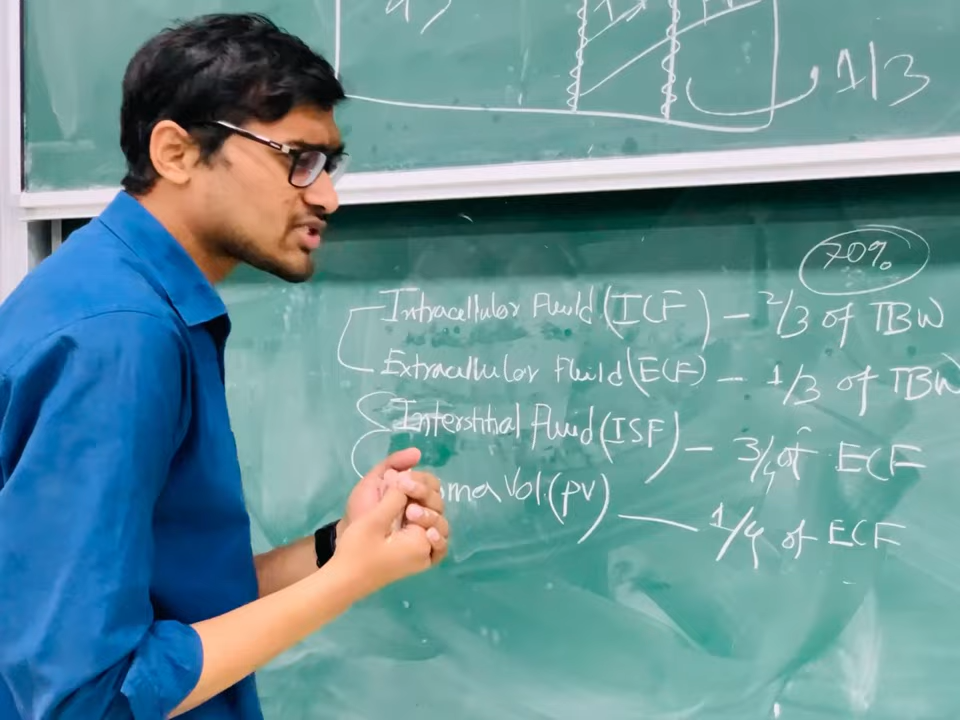 1/3
70%
Intracellular Fluid (ICF) – 2/3 of TBW
Extracellular Fluid (ECF) – 1/3 of TBW
Interstitial Fluid (ISF) – 3/4 of ECF
Vol. (PV) — 1/4 of ECF